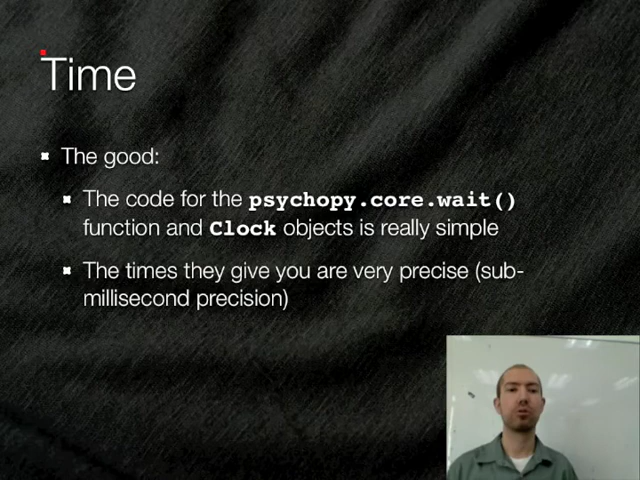 Time
The good:
The code for the psychopy.core.wait()
function and Clock objects is really simple
The times they give you are very precise (sub-
millisecond precision)